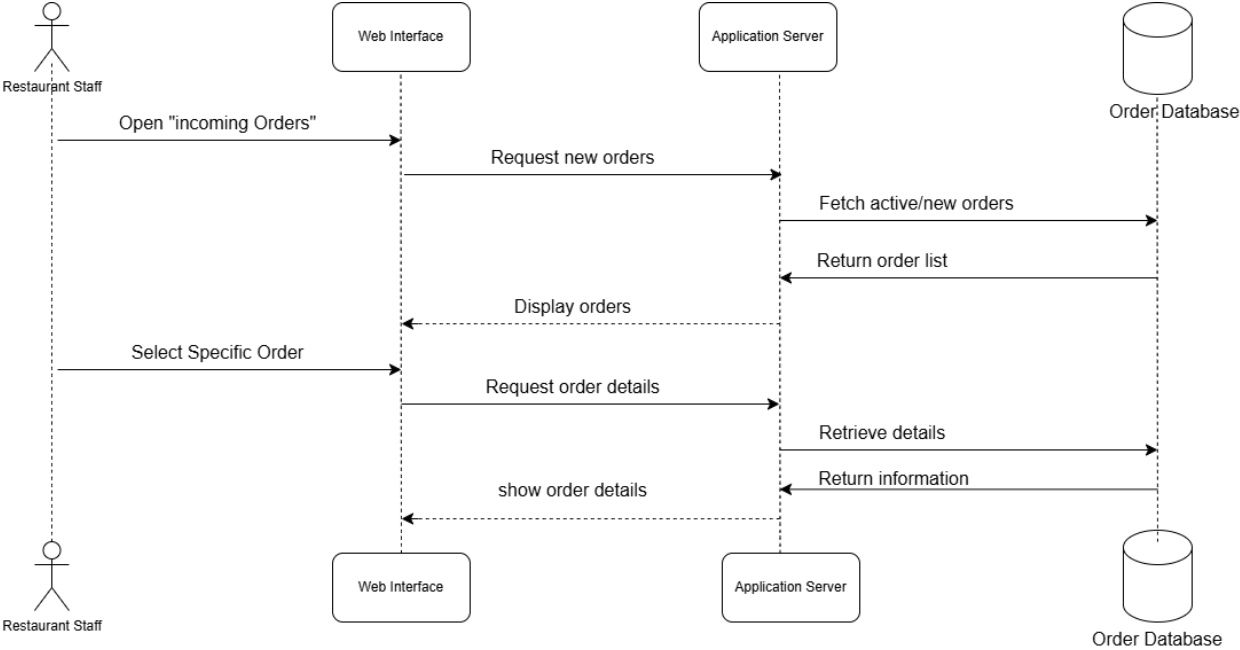 Web Interface
Application Server
Restaurant Staff
Order Database
Open "incoming Orders"
Request new orders
Fetch active/new orders
Return order list
Display orders
Select Specific Order
Request order details
Retrieve details
Return information
show order details
Web Interface
Application Server
Restaurant Staff
Order Database